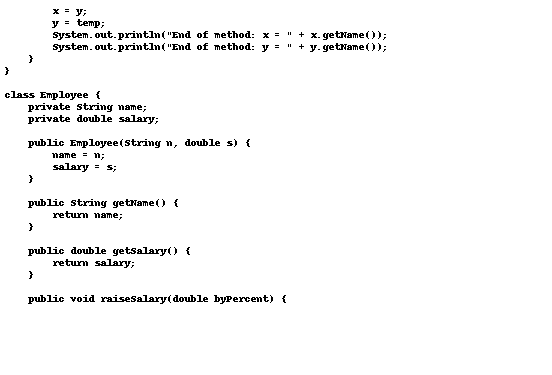 x = y;
y = temp;
System.out.println("End of method: x = " + x.getName());
System.out.println("End of method: y = " + y.getName());
}
}
class Employee {
private String name;
private double salary;
public Employee(String n, double s) {
name = n;
salary = s;
}
public String getName() {
return name;
}
public double getSalary() {
return salary;
}
public void raiseSalary(double byPercent) {